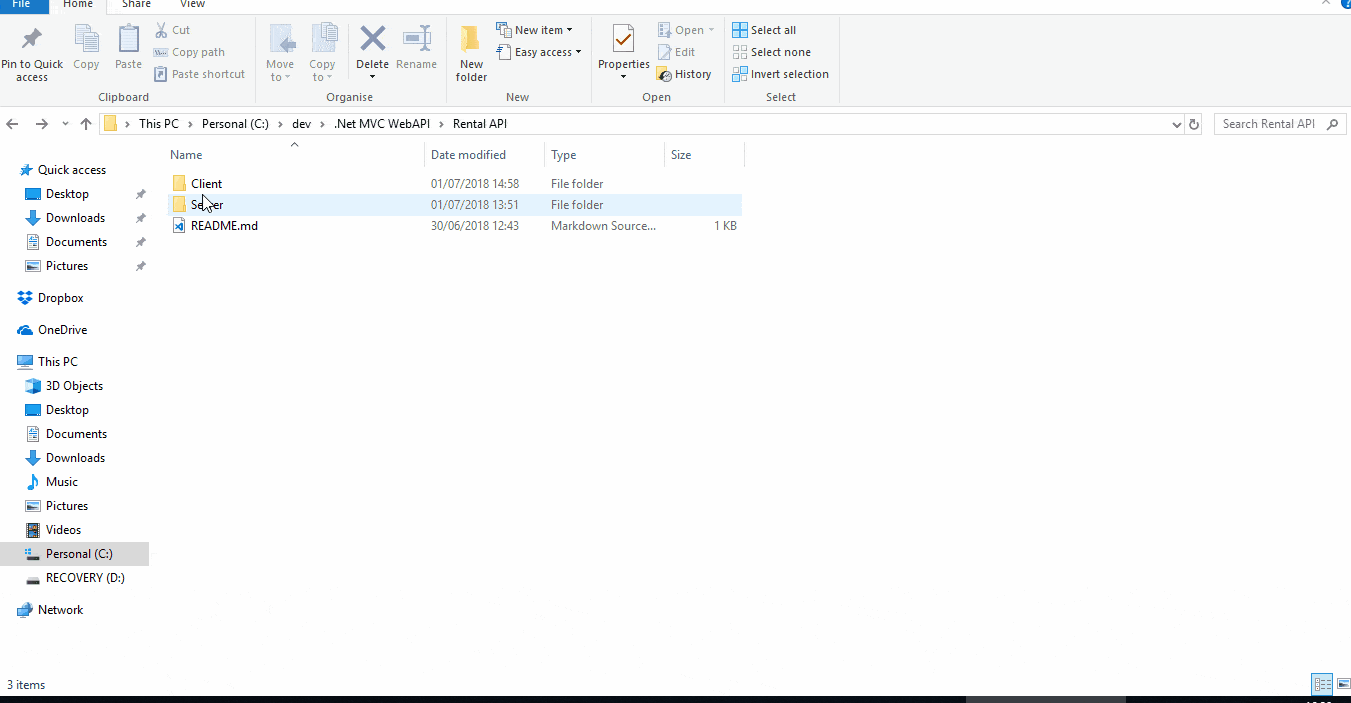 File Home Share View
Pin to Quick access
Copy
Paste
Cut
Copy path
Paste shortcut
Clipboard
Move to
Copy to
Delete
Rename
Organise
New folder
New item
Easy access
New
Properties
Open
Edit
History
Open
Select all
Select none
Invert selection
Select
This PC > Personal (C:) > dev > .Net MVC WebAPI > Rental API
Search Rental API
Name Date modified Type Size
Client 01/07/2018 14:58 File folder
Server 01/07/2018 13:51 File folder
README.md 30/06/2018 12:43 Markdown Source... 1 KB
Quick access
Desktop
Downloads
Documents
Pictures
Dropbox
OneDrive
This PC
3D Objects
Desktop
Documents
Downloads
Music
Pictures
Videos
Personal (C:)
RECOVERY (D:)
Network
3 items